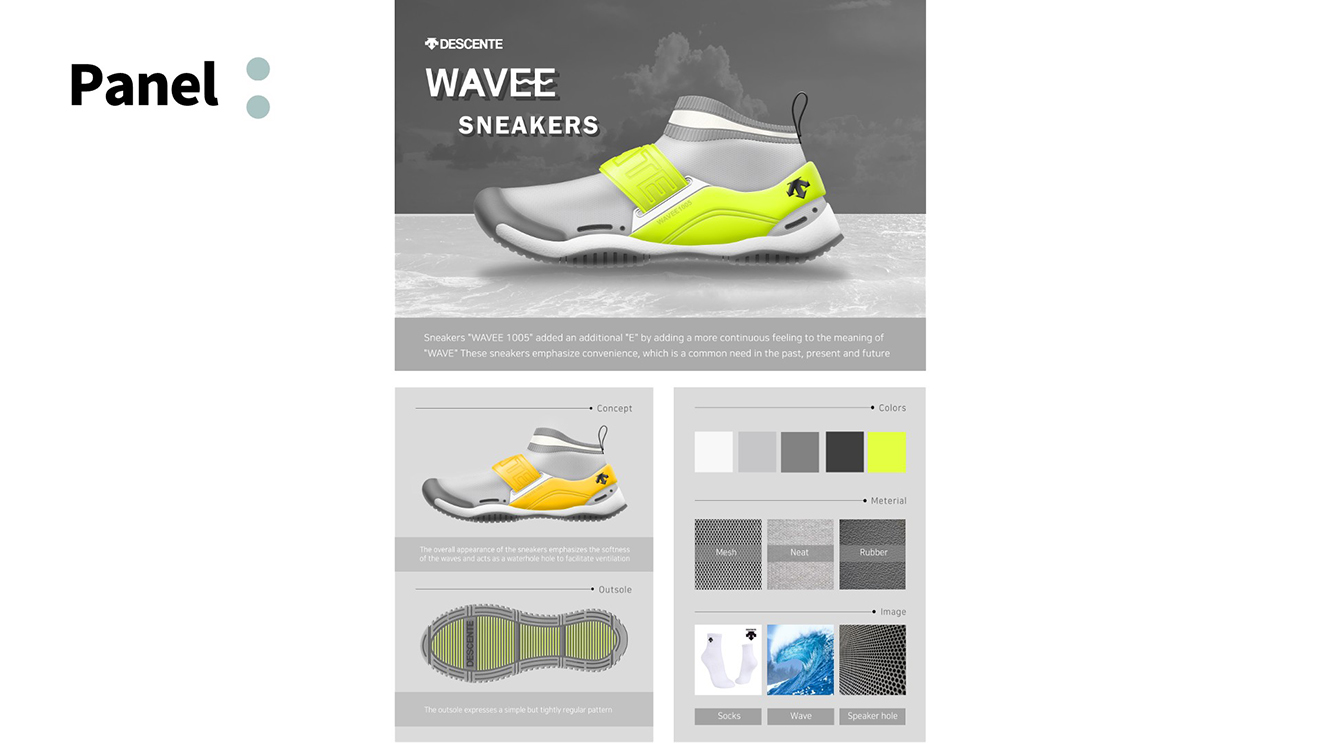 Panel
DESCENTE
WAVEE
SNEAKERS
WAVEE 1005
Sneakers "WAVEE 1005" added an additional "E" by adding a more continuous feeling to the meaning of
"WAVE" These sneakers emphasize convenience, which is a common need in the past, present and future
Concept
The overall appearance of the sneakers emphasizes the softness
of the waves and acts as a waterhole hole to facilitate ventilation
Outsole
DESCENTE
The outsole expresses a simple but tightly regular pattern
Colors
Meterial
Mesh
Neat
Rubber
Image
Socks
Wave
Speaker hole